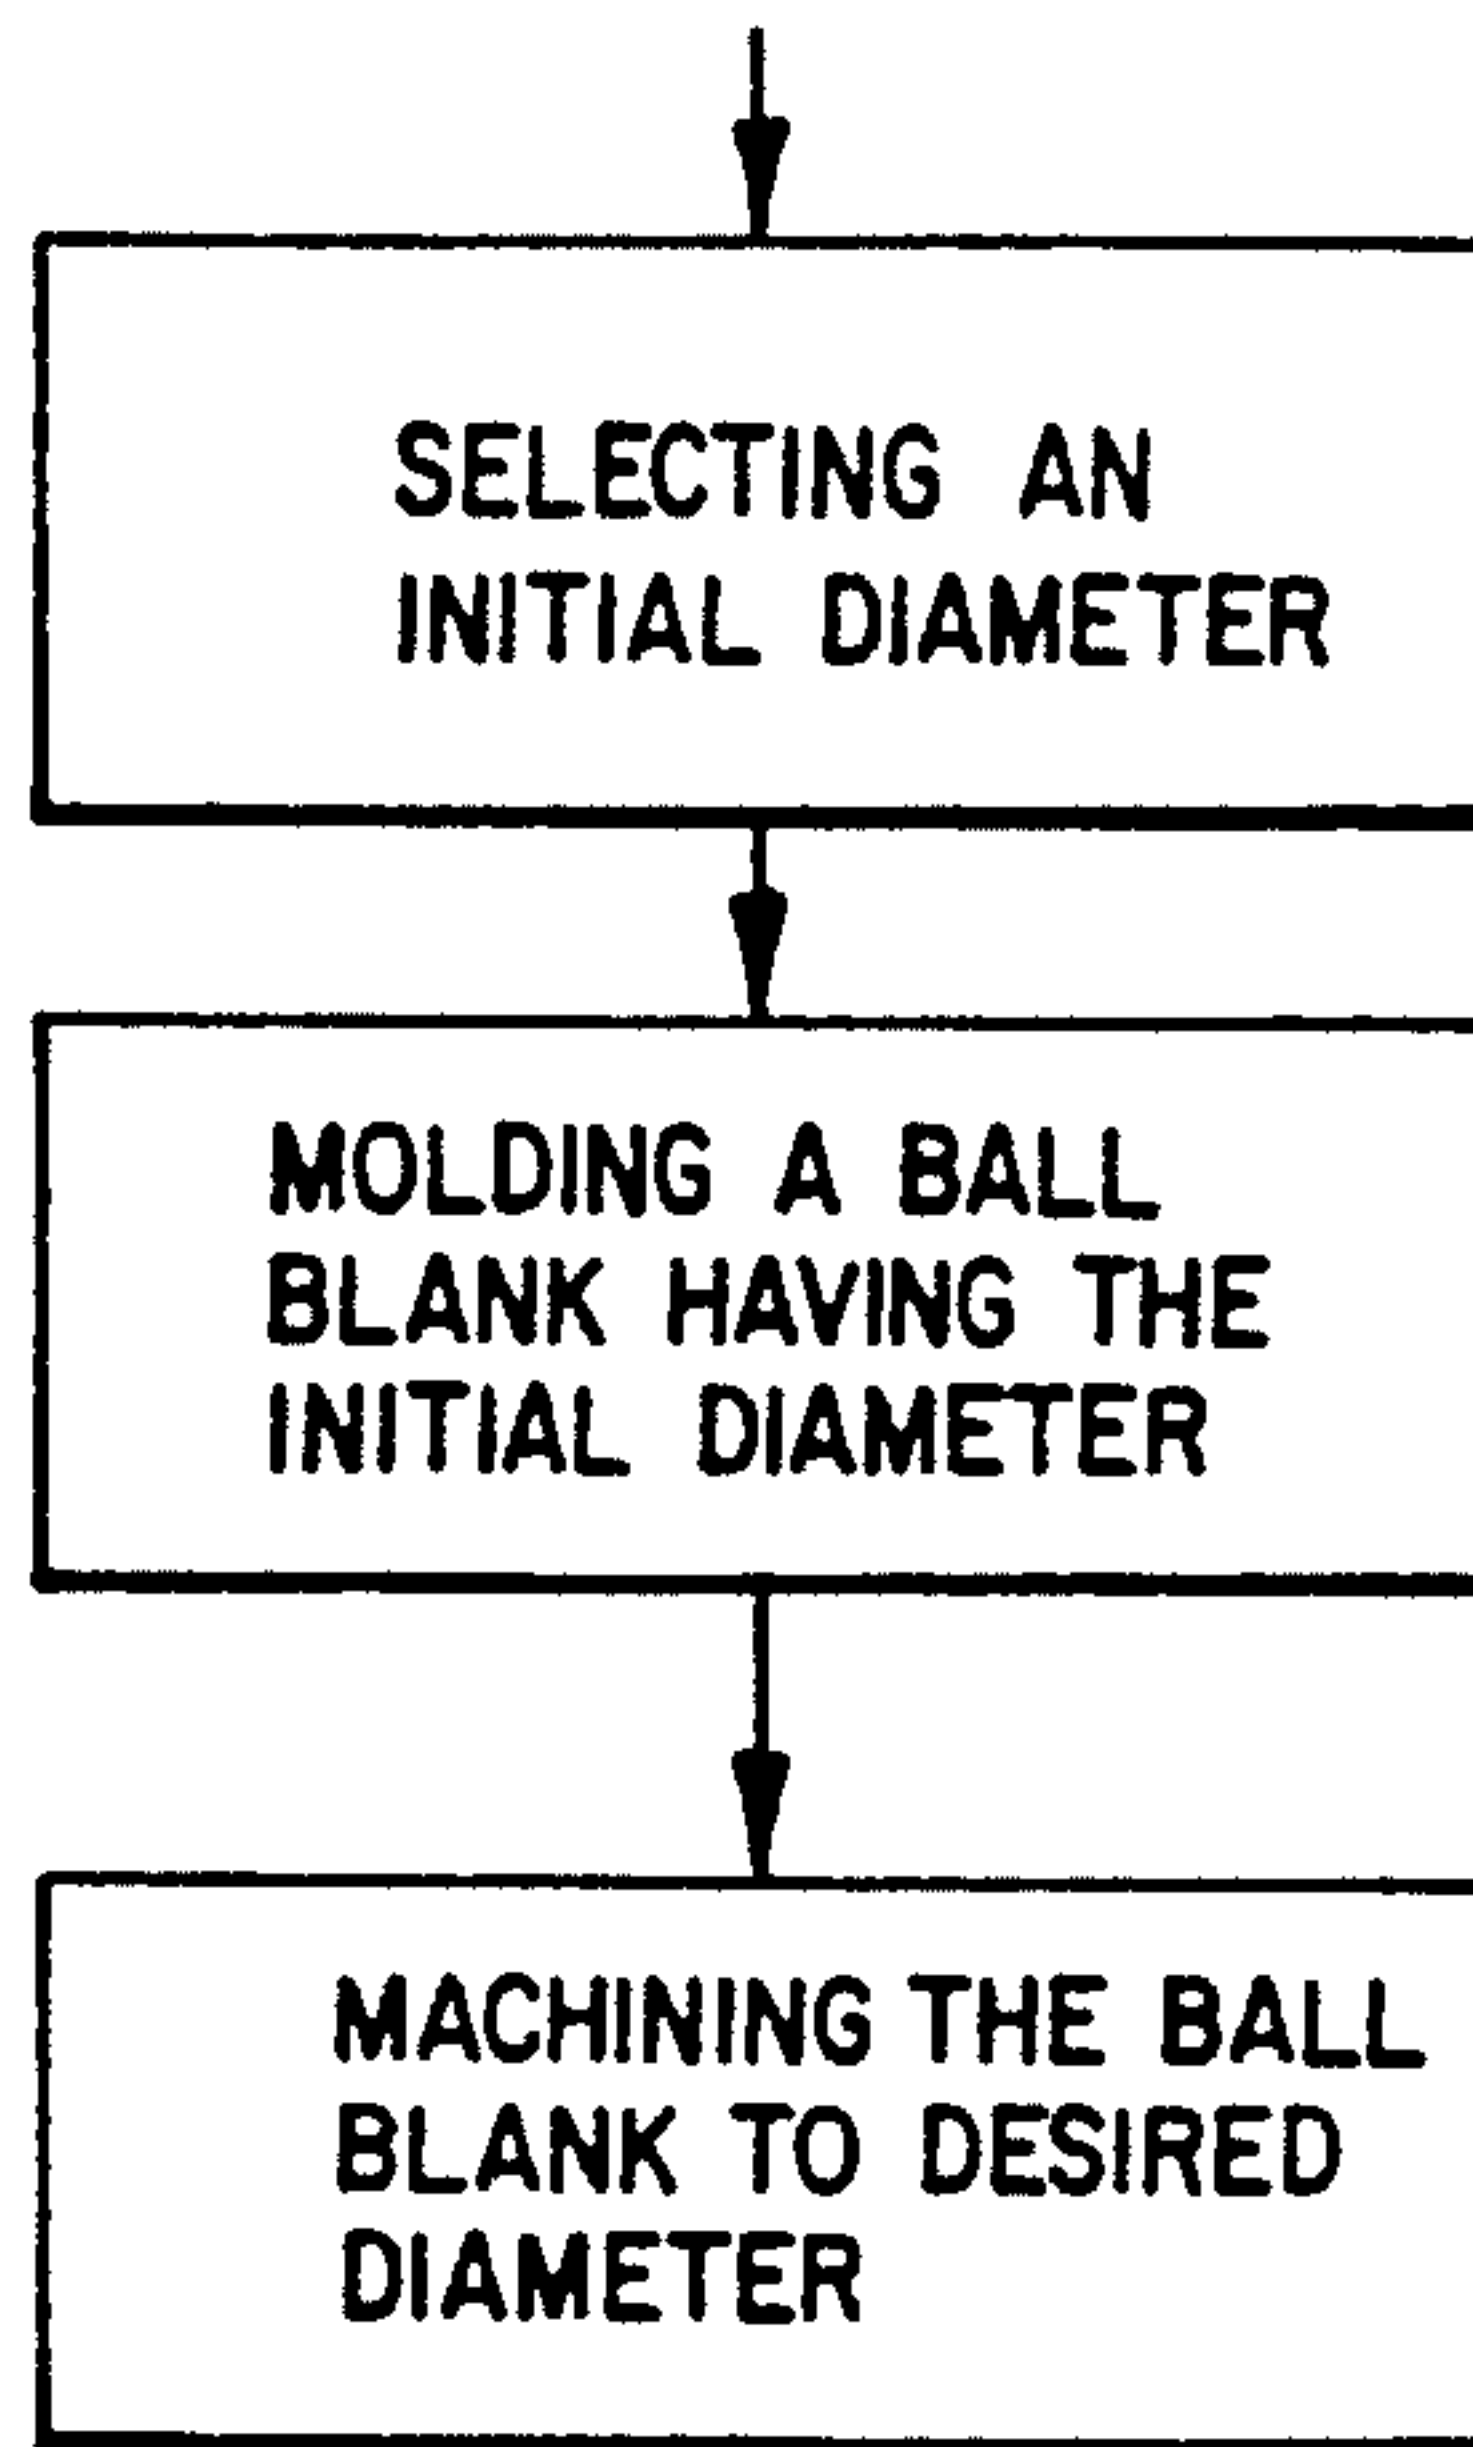 SELECTING AN
INITIAL DIAMETER
MOLDING A BALL
BLANK HAVING THE
INITIAL DIAMETER
MACHINING THE BALL
BLANK TO DESIRED
DIAMETER